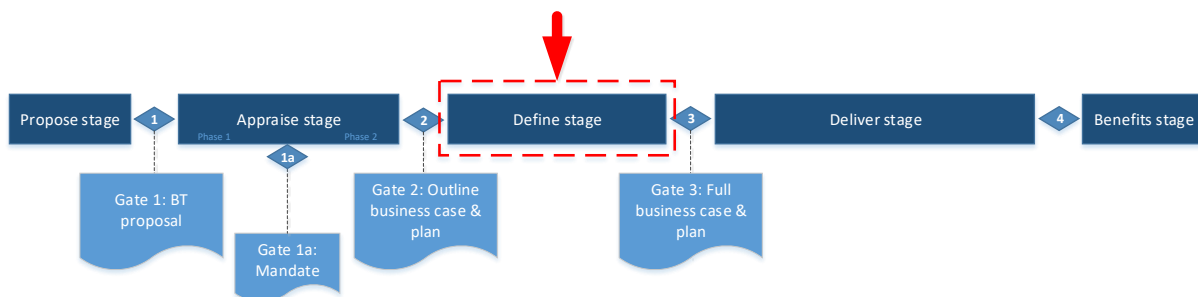 Propose stage
1
Appraise stage
Phase 1
Phase 2
2
Define stage
3
Deliver stage
4
Benefits stage
1a
Gate 1: BT
proposal
Gate 1a:
Mandate
Gate 2: Outline
business case &
plan
Gate 3: Full
business case &
plan